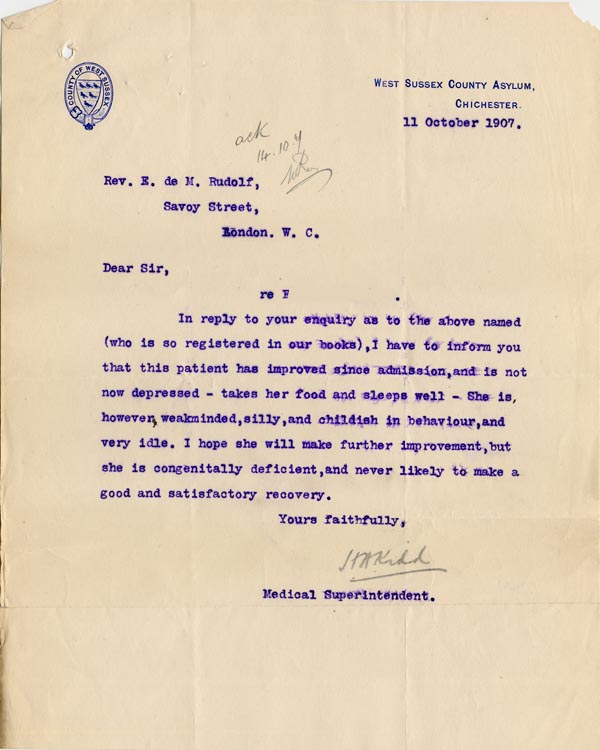 COUNTY OF WEST SUSSEX
WEST SUSSEX COUNTY ASYLUM,
CHICHESTER.
11 October 1907.
ack
14.10.7
Rev. E. de M. Rudolf,
Savoy Street,
London. W. C.
Dear Sir,
re F .
In reply to your enquiry as to the above named
(who is so registered in our books),I have to inform you
that this patient has improved since admission,and is not
now depressed - takes her food and sleeps well - She is,
however, weakminded,silly,and childish in behaviour,and
very idle. I hope she will make further improvement,but
she is congenitally deficient,and never likely to make a
good and satisfactory recovery.
Yours faithfully,
HAKidd
Medical Superintendent.